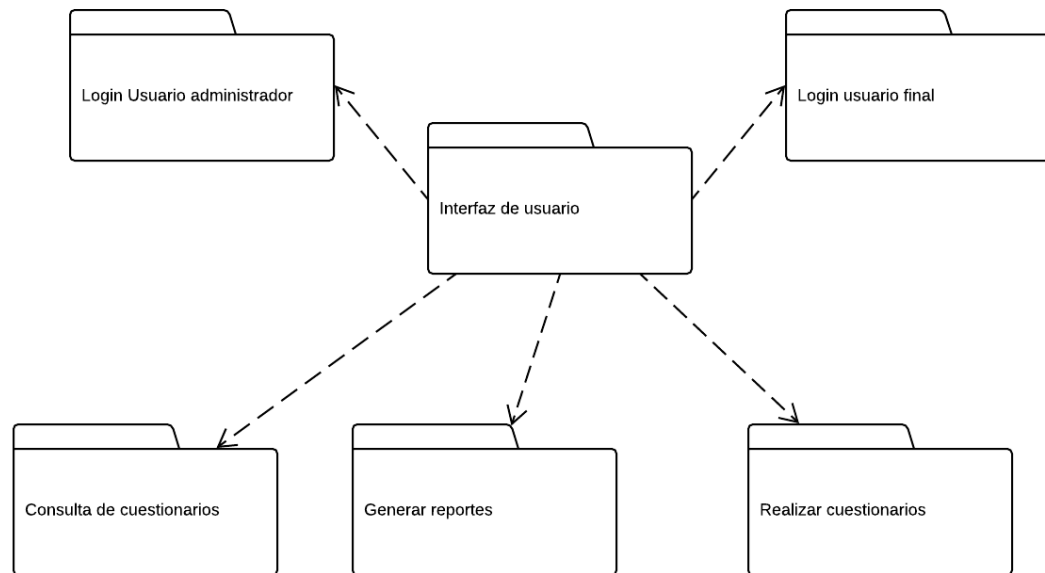 Login Usuario administrador
Login usuario final
Interfaz de usuario
Consulta de cuestionarios
Generar reportes
Realizar cuestionarios